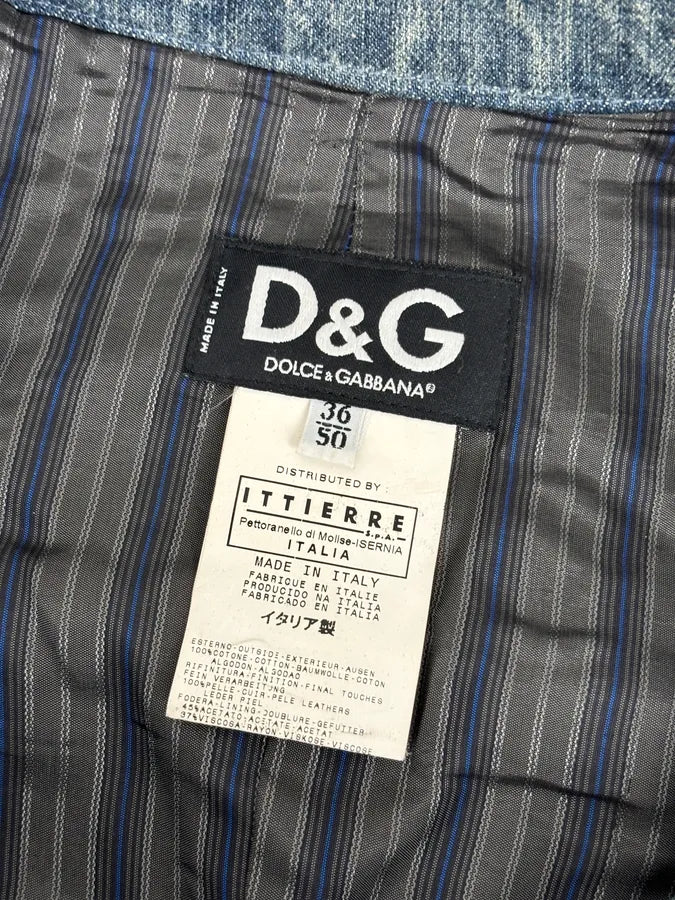 MADE IN ITALY
D&G
DOLCE & GABBANA
36
50
DISTRIBUTED BY:
ITTIERRE
S.p.A.
Pettoranello di Molise-ISERNIA
ITALIA
MADE IN ITALY
FABRIQUE EN ITALIE
PRODUCIDO NA ITALIA
FABRICADO EN ITALIA
イタリア製
ESTERNO-OUTSIDE-EXTERIEUR-AUSEN
100%COTONE-COTTON-BAUMWOLLE-COTON
ALGODON-ALGODAO
RIFINITURA-FINITION-FINAL TOUCHES
FEIN VERARBEITJNG
100%PELLE-CUIR-PELE LEATHERS
LEDER PIEL
FODERA-LINING-DOUBLURE-GEFUTTER
45%ACETATO-ACETATE-ACETAT
37%VISCOSA-RAYON-VISKOSE-VISCOSE